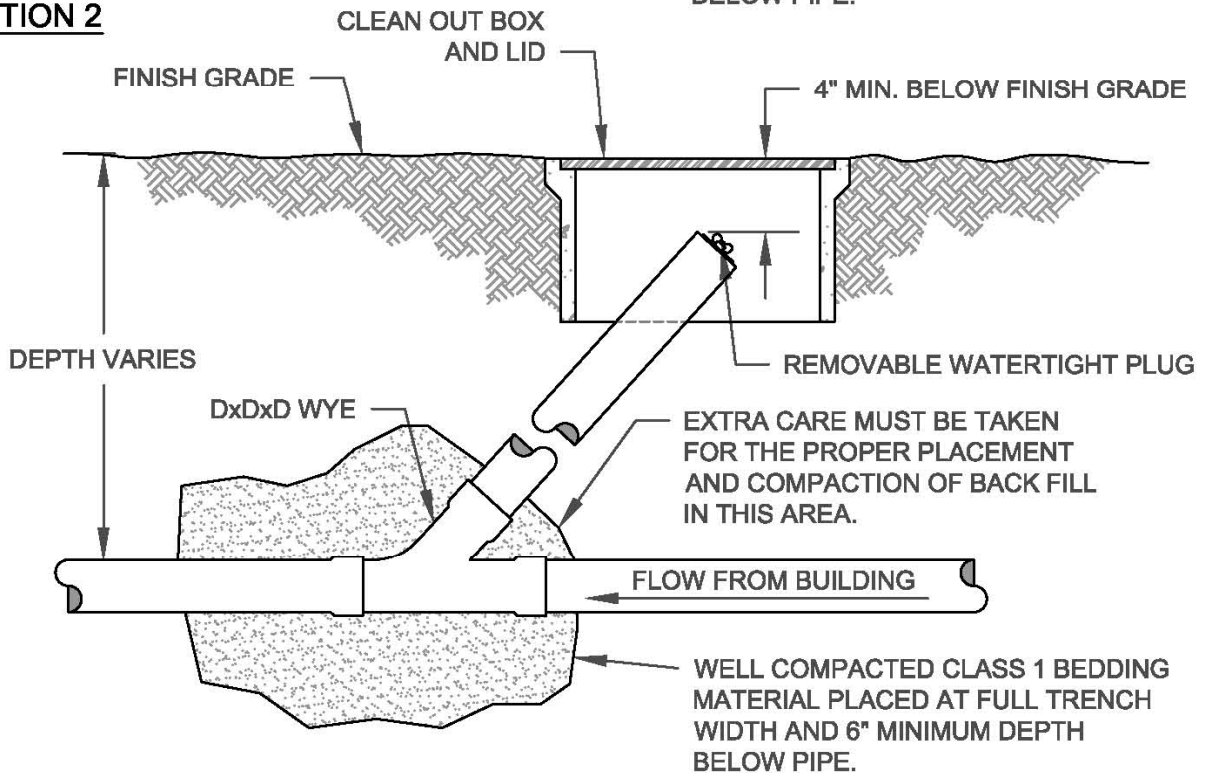 TION 2
BELOW PIPE.
CLEAN OUT BOX
AND LID
FINISH GRADE
4" MIN. BELOW FINISH GRADE
DEPTH VARIES
REMOVABLE WATERTIGHT PLUG
DxDxD WYE
EXTRA CARE MUST BE TAKEN
FOR THE PROPER PLACEMENT
AND COMPACTION OF BACK FILL
IN THIS AREA.
FLOW FROM BUILDING
WELL COMPACTED CLASS 1 BEDDING
MATERIAL PLACED AT FULL TRENCH
WIDTH AND 6" MINIMUM DEPTH
BELOW PIPE.